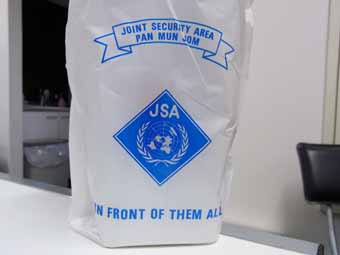 JOINT SECURITY AREA
PAN MUN JOM
JSA
IN FRONT OF THEM ALL